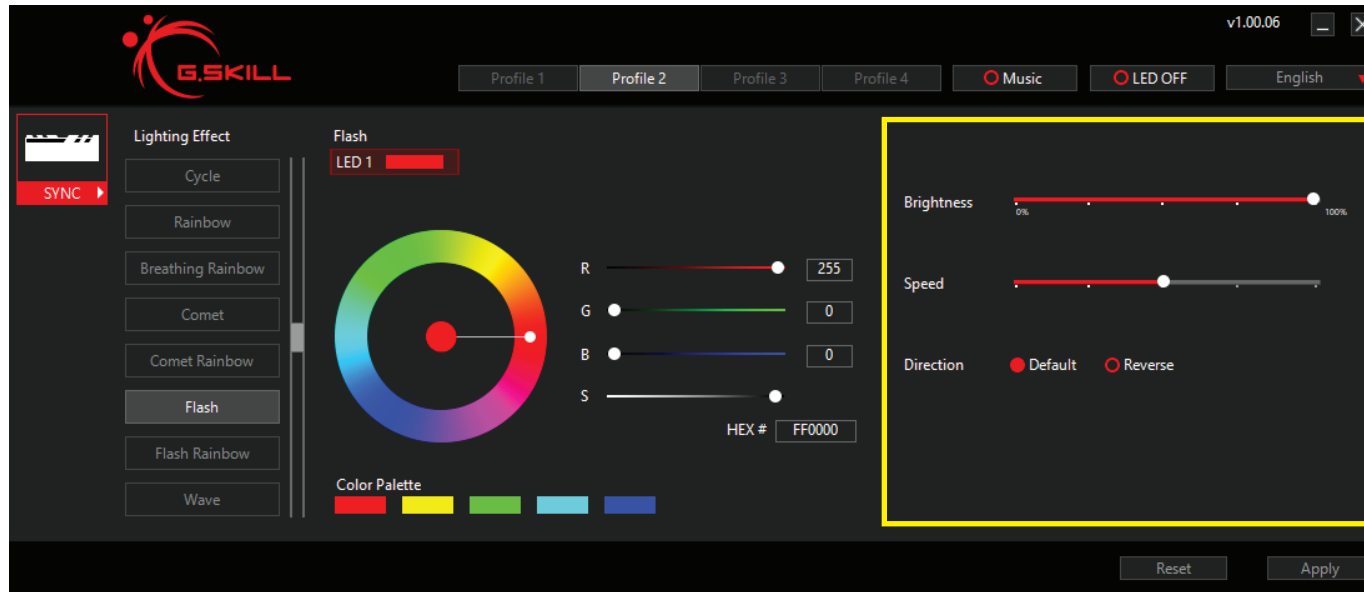 v1.00.06
G.SKILL
Profile 1 Profile 2 Profile 3 Profile 4 Music LED OFF English
SYNC
Lighting Effect
Cycle
Rainbow
Breathing Rainbow
Comet
Comet Rainbow
Flash
Flash Rainbow
Wave
Flash
LED 1
R 255
G 0
B 0
S
HEX # FF0000
Color Palette
Brightness
0% 100%
Speed
Direction Default Reverse
Reset Apply